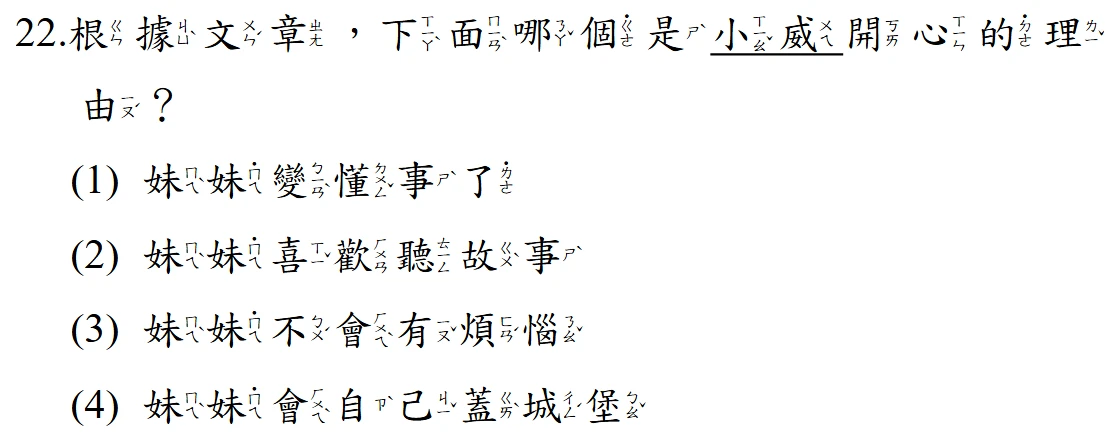 22.根據文章，下面哪個是小威開心的理
由？
(1) 妹妹變懂事了
(2) 妹妹喜歡聽故事
(3) 妹妹不會有煩惱
(4) 妹妹會自己蓋城堡